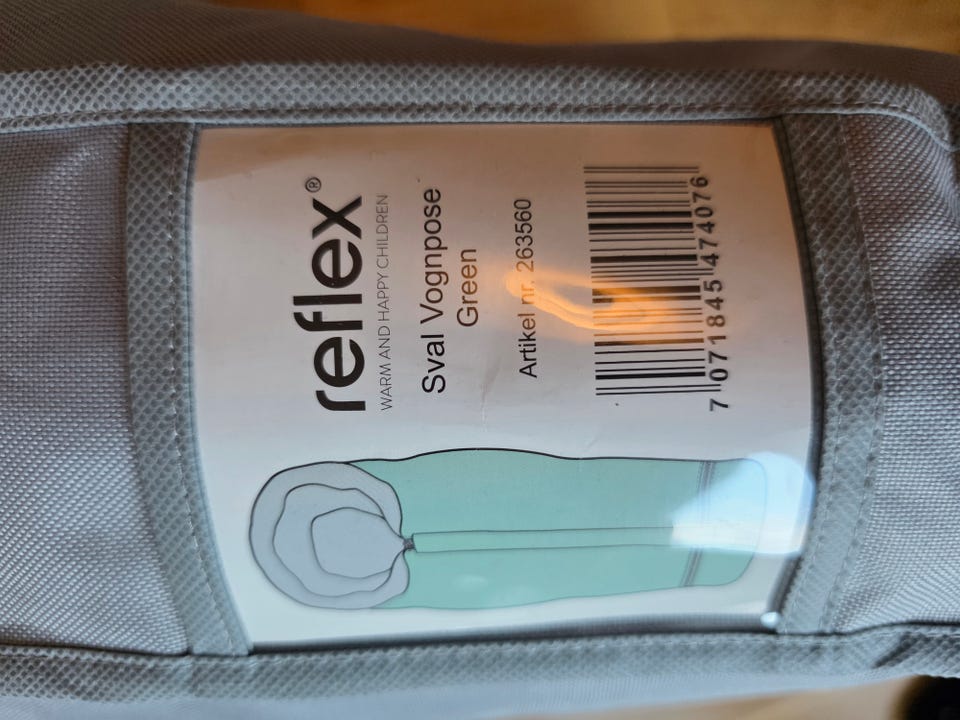 reflex®
WARM AND HAPPY CHILDREN
Sval Vognpose
Green
Artikel nr. 263560
7 071845 474076